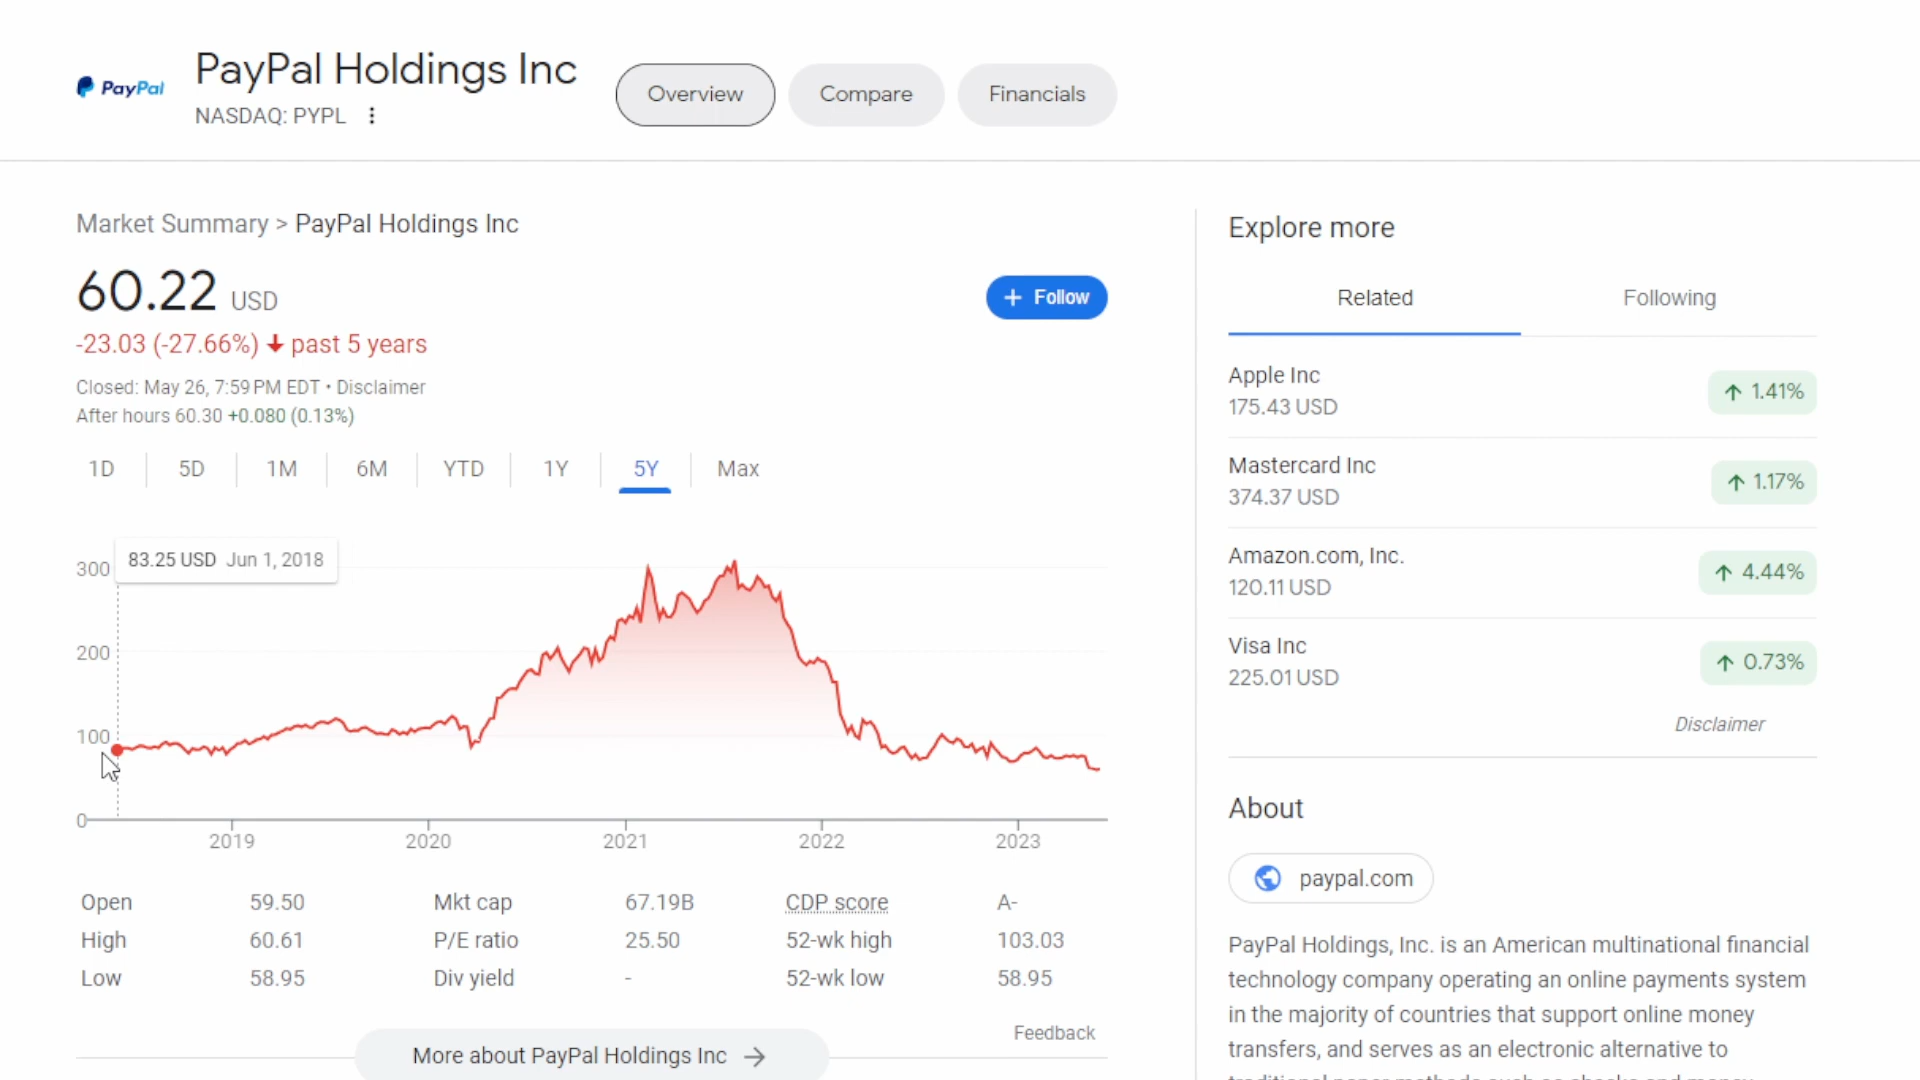 PayPal
PayPal Holdings Inc
NASDAQ: PYPL
Overview
Compare
Financials
Market Summary > PayPal Holdings Inc
60.22 USD
+ Follow
-23.03 (-27.66%) past 5 years
Closed: May 26, 7:59 PM EDT • Disclaimer
After hours 60.30 +0.080 (0.13%)
1D 5D 1M 6M YTD 1Y 5Y Max
83.25 USD Jun 1, 2018
300
200
100
0
2019 2020 2021 2022 2023
Open 59.50 Mkt cap 67.19B CDP score A-
High 60.61 P/E ratio 25.50 52-wk high 103.03
Low 58.95 Div yield - 52-wk low 58.95
Feedback
More about PayPal Holdings Inc
Explore more
Related Following
Apple Inc
175.43 USD
1.41%
Mastercard Inc
374.37 USD
1.17%
Amazon.com, Inc.
120.11 USD
4.44%
Visa Inc
225.01 USD
0.73%
Disclaimer
About
paypal.com
PayPal Holdings, Inc. is an American multinational financial
technology company operating an online payments system
in the majority of countries that support online money
transfers, and serves as an electronic alternative to